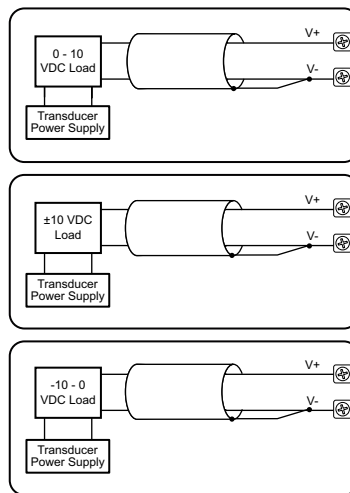 0 - 10
VDC Load
V+
V-
Transducer
Power Supply
±10 VDC
Load
V+
V-
Transducer
Power Supply
-10 - 0
VDC Load
V+
V-
Transducer
Power Supply